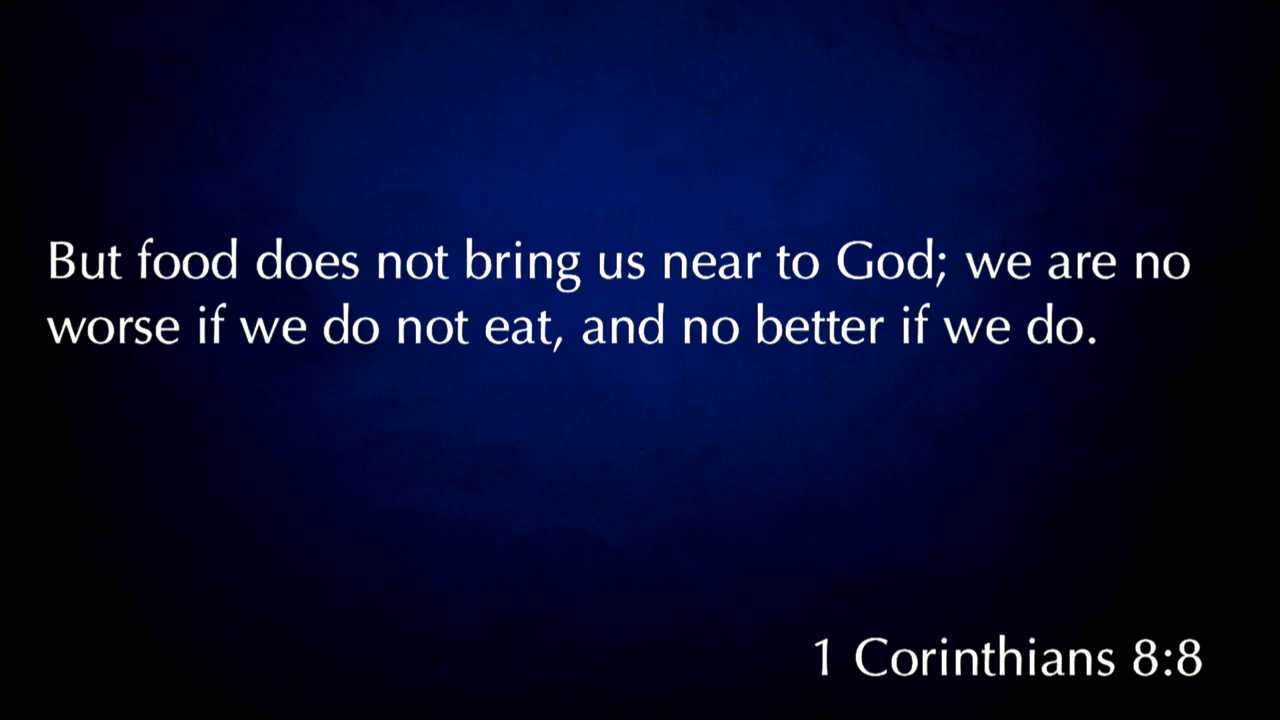 But food does not bring us near to God; we are no
worse if we do not eat, and no better if we do.
1 Corinthians 8:8